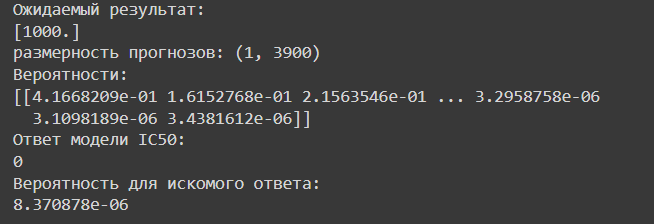 Ожидаемый результат:
[1000.]
размерность прогнозов: (1, 3900)
Вероятности:
[[4.1668209e-01 1.6152768e-01 2.1563546e-01 ... 3.2958758e-06
3.1098189e-06 3.4381612e-06]]
Ответ модели IC50:
0
Вероятность для искомого ответа:
8.370878e-06